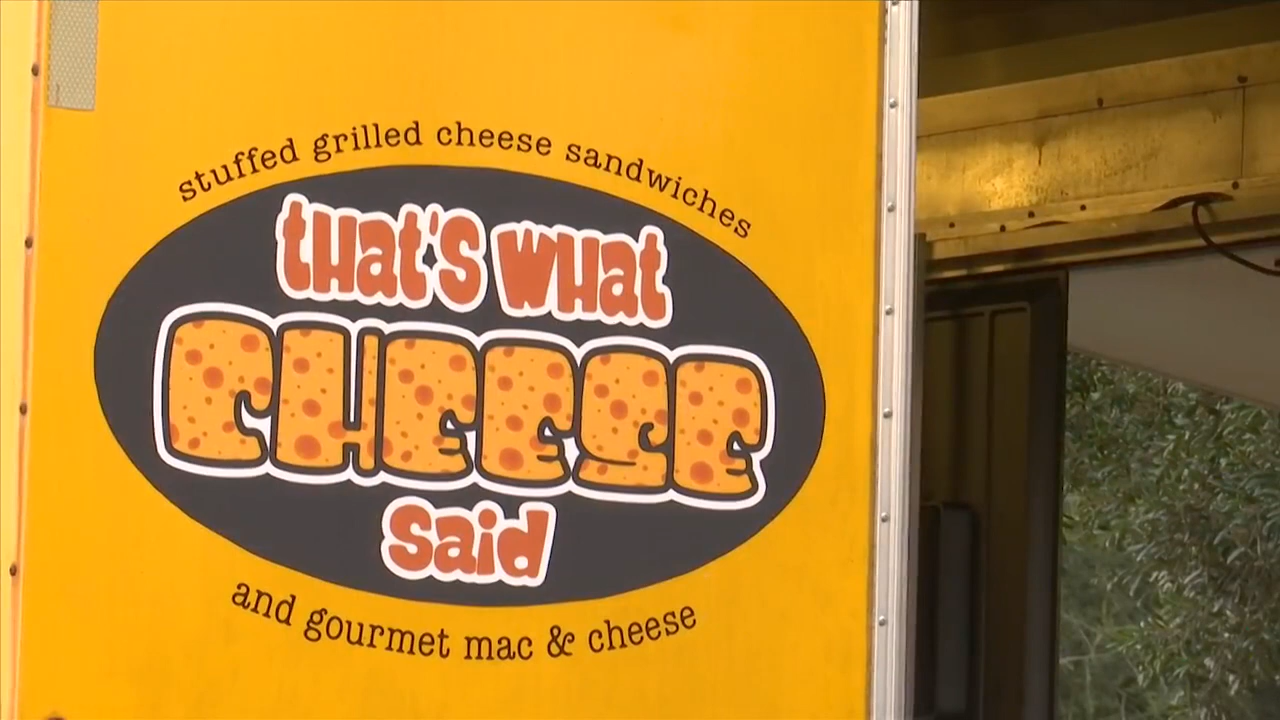 stuffed grilled cheese sandwiches
that's what
CHEESE
said
and gourmet mac & cheese